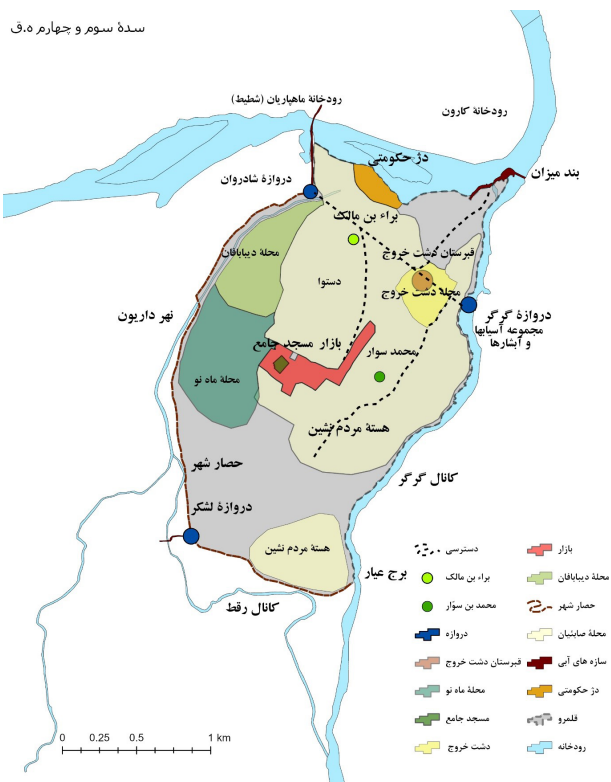 سدهٔ سوم و چهارم ه.ق
رودخانهٔ ماهپاریان (شطیط)
رودخانهٔ کارون
دژ حکومتی
بند میزان
دروازهٔ شادروان
براء بن مالک
قبرستان دشت خروج
محلهٔ دیبابافان
دستوا
محلهٔ دشت خروج
نهر داریون
دروازهٔ گرگر
مجموعه آسیابها
و آبشارها
بازار مسجد جامع
محمد سوار
محلهٔ ماه نو
هستهٔ مردم نشین
حصار شهر
کانال گرگر
دروازهٔ لشکر
هستهٔ مردم نشین
برج عیار
کانال رقط
دسترسی
بازار
براء بن مالک
محلهٔ دیبابافان
محمد بن سوّار
حصار شهر
دروازه
محلهٔ صابئیان
قبرستان دشت خروج
سازه های آبی
محلهٔ ماه نو
دژ حکومتی
مسجد جامع
قلمرو
دشت خروج
رودخانه
0 0.25 0.5 1 km